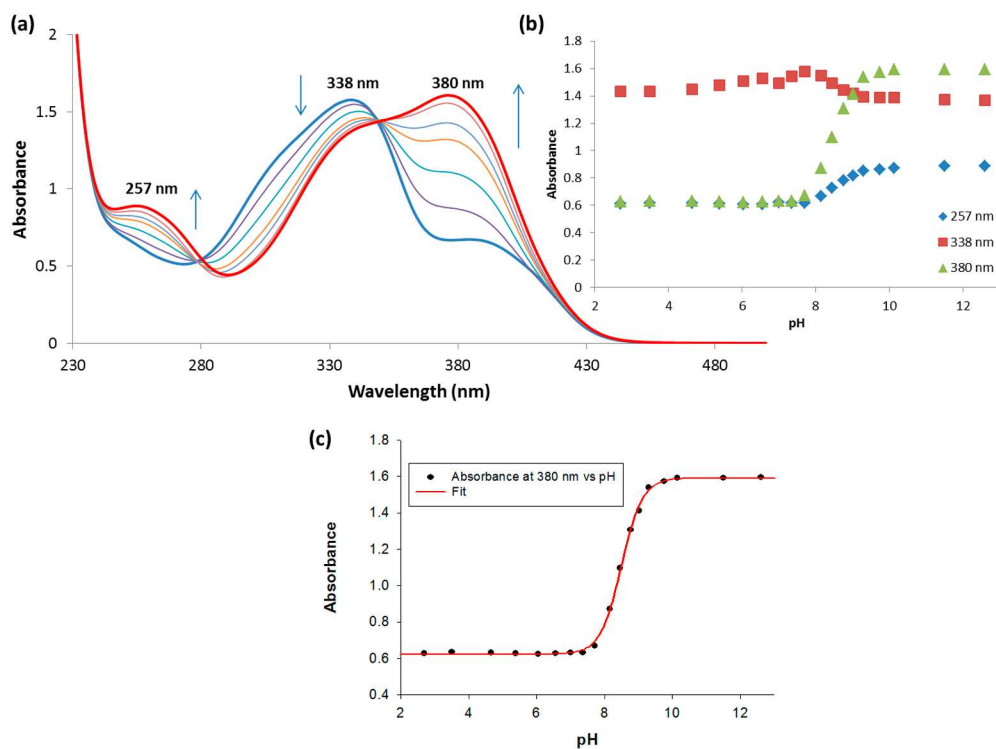 (a)
Absorbance
2
1.5
1
0.5
0
257 nm
338 nm
380 nm
230
280
330
380
430
480
Wavelength (nm)
(b)
Absorbance
1.8
1.6
1.4
1.2
1
0.8
0.6
0.4
0.2
0
2
4
6
8
10
12
pH
257 nm
338 nm
380 nm
(c)
Absorbance
1.8
1.6
1.4
1.2
1.0
0.8
0.6
0.4
Absorbance at 380 nm vs pH
Fit
2
4
6
8
10
12
pH